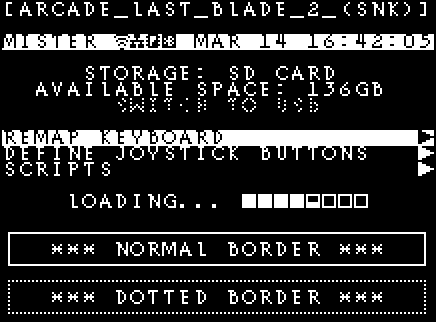 [ARCADE_LAST_BLADE_2_(SNK)]
MISTER MAR 14 16:42:05
STORAGE: SD CARD
AVAILABLE SPACE: 136GB
SWITCH TO USB
REMAP KEYBOARD
DEFINE JOYSTICK BUTTONS
SCRIPTS
LOADING...
*** NORMAL BORDER ***
*** DOTTED BORDER ***